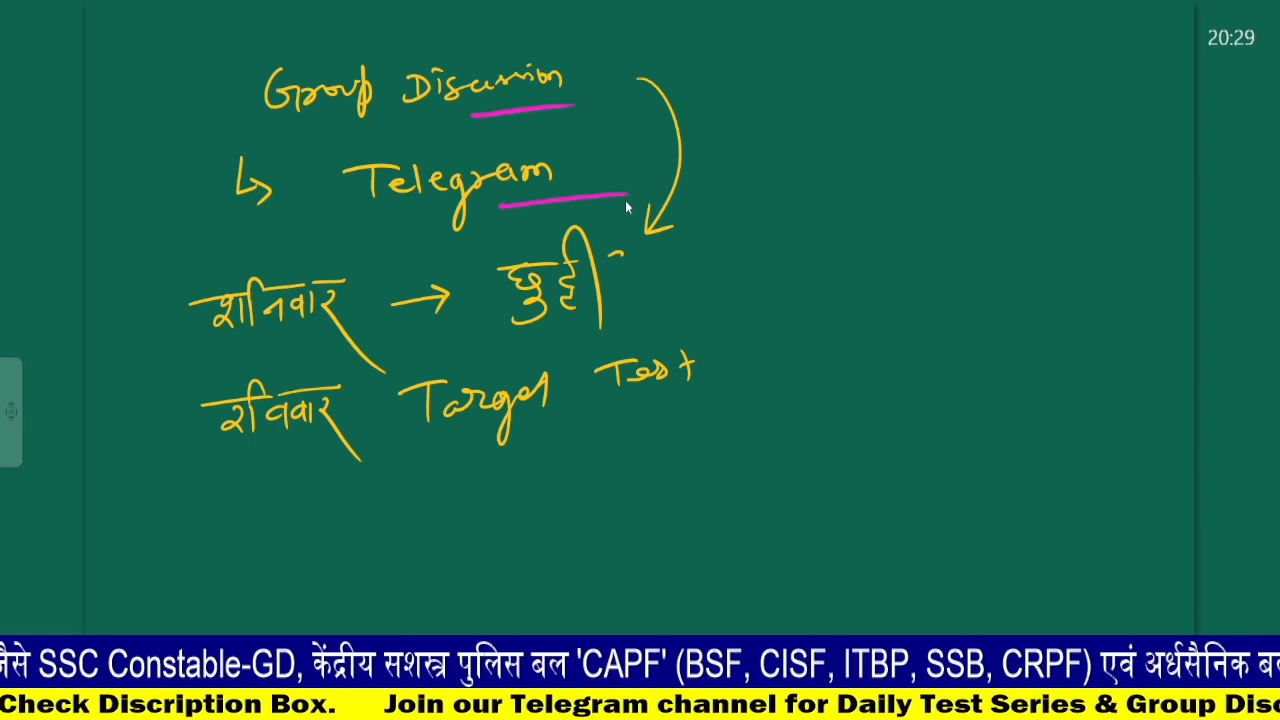 20:29
Group Discussion
↳ Telegram
शनिवार → छुट्टी
रविवार Target Test
जैसे SSC Constable-GD, केंद्रीय सशस्त्र पुलिस बल 'CAPF' (BSF, CISF, ITBP, SSB, CRPF) एवं अर्धसैनिक ब
Check Discription Box. Join our Telegram channel for Daily Test Series & Group Disc